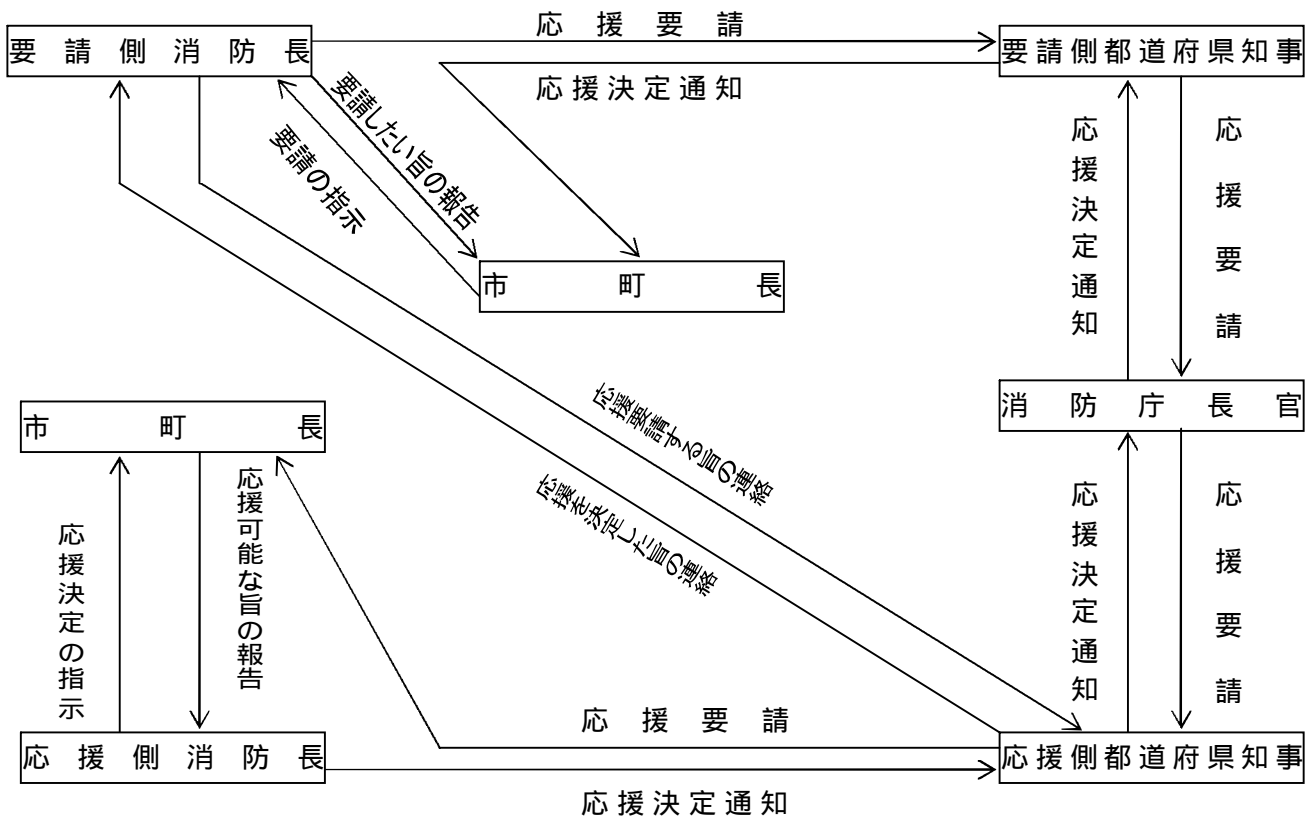 応援要請
要請側消防長
要請側都道府県知事
応援決定通知
要請したい旨の報告
要請の指示
応援決定通知
応援要請
市町長
消防庁長官
市町長
応援要請する旨の連絡
応援を決定した旨の連絡
応援決定の指示
応援可能な旨の報告
応援決定通知
応援要請
応援要請
応援側消防長
応援側都道府県知事
応援決定通知